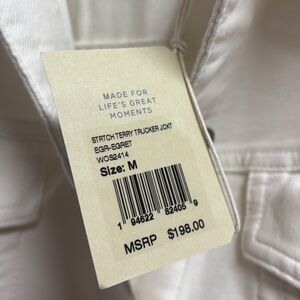 MADE FOR
LIFE'S GREAT
MOMENTS
STRTCH TERRY TRUCKER JCKT
EGR-EGRET
WOS2414
Size: M
1 94622 82405 9
MSRP $198.00